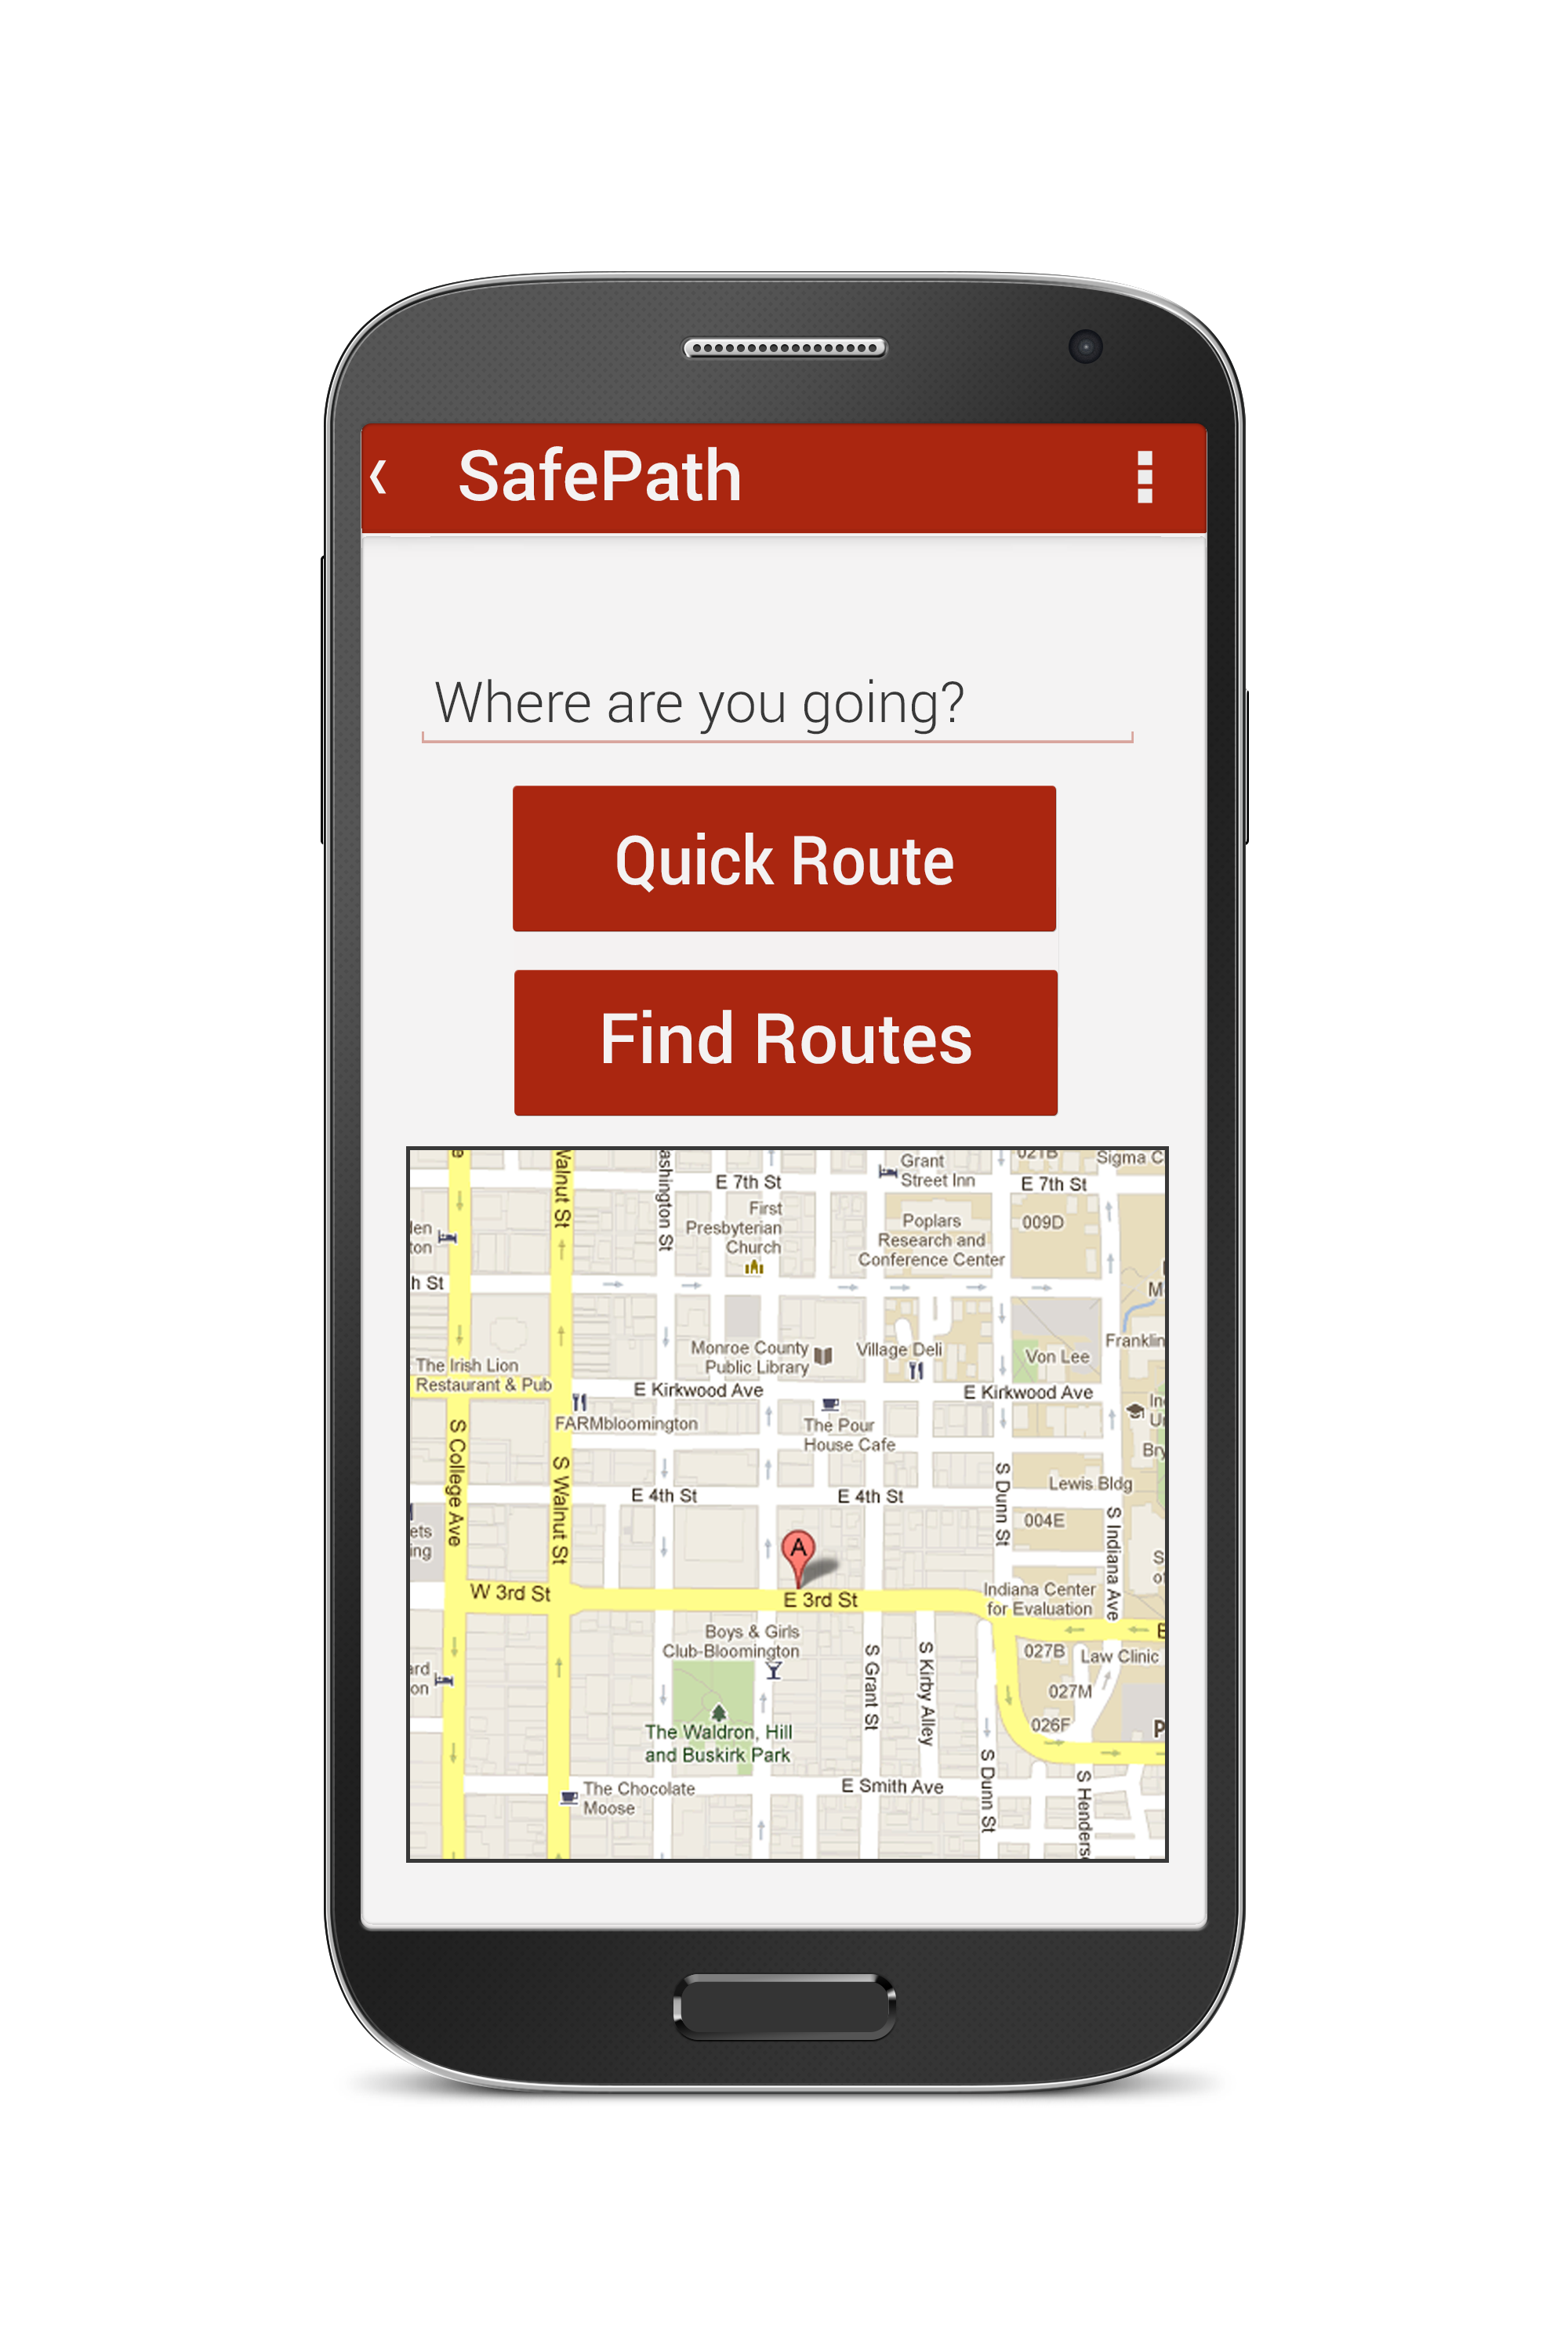 SafePath
Where are you going?
Quick Route
Find Routes
Walnut St
ashington St
E 7th St
Grant
Street Inn
021B
Sigma C
E 7th St
First
Presbyterian
Church
Poplars
Research and
Conference Center
009D
h St
Monroe County
Public Library
Village Deli
Von Lee
Franklin
The Irish Lion
Restaurant & Pub
E Kirkwood Ave
E Kirkwood Ave
FARMbloomington
The Pour
House Cafe
Bry
S College Ave
S Walnut St
E 4th St
E 4th St
S Dunn St
Lewis Bldg
004E
S Indiana Ave
ets
ing
A
W 3rd St
E 3rd St
Indiana Center
for Evaluation
Boys & Girls
Club-Bloomington
S Grant St
S Kirby Alley
027B
Law Clinic
027M
026F
P
The Waldron, Hill
and Buskirk Park
The Chocolate
Moose
E Smith Ave
S Dunn St
S Henders